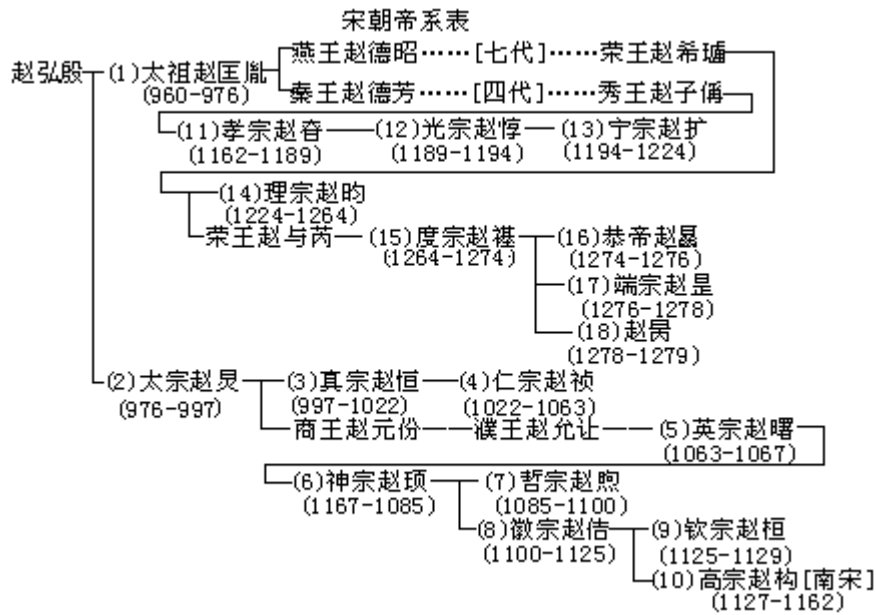 宋朝帝系表
燕王赵德昭……[七代]……荣王赵希瓐
赵弘殷 (1)太祖赵匡胤
(960-976)
秦王赵德芳……[四代]……秀王赵子偁
(11)孝宗赵昚 (12)光宗赵惇 (13)宁宗赵扩
(1162-1189) (1189-1194) (1194-1224)
(14)理宗赵昀
(1224-1264)
荣王赵与芮 (15)度宗赵禥 (16)恭帝赵㬎
(1264-1274) (1274-1276)
(17)端宗赵昰
(1276-1278)
(18)赵昺
(1278-1279)
(2)太宗赵炅 (3)真宗赵恒 (4)仁宗赵祯
(976-997) (997-1022) (1022-1063)
商王赵元份 濮王赵允让 (5)英宗赵曙
(1063-1067)
(6)神宗赵顼 (7)哲宗赵煦
(1167-1085) (1085-1100)
(8)徽宗赵佶 (9)钦宗赵桓
(1100-1125) (1125-1129)
(10)高宗赵构[南宋]
(1127-1162)